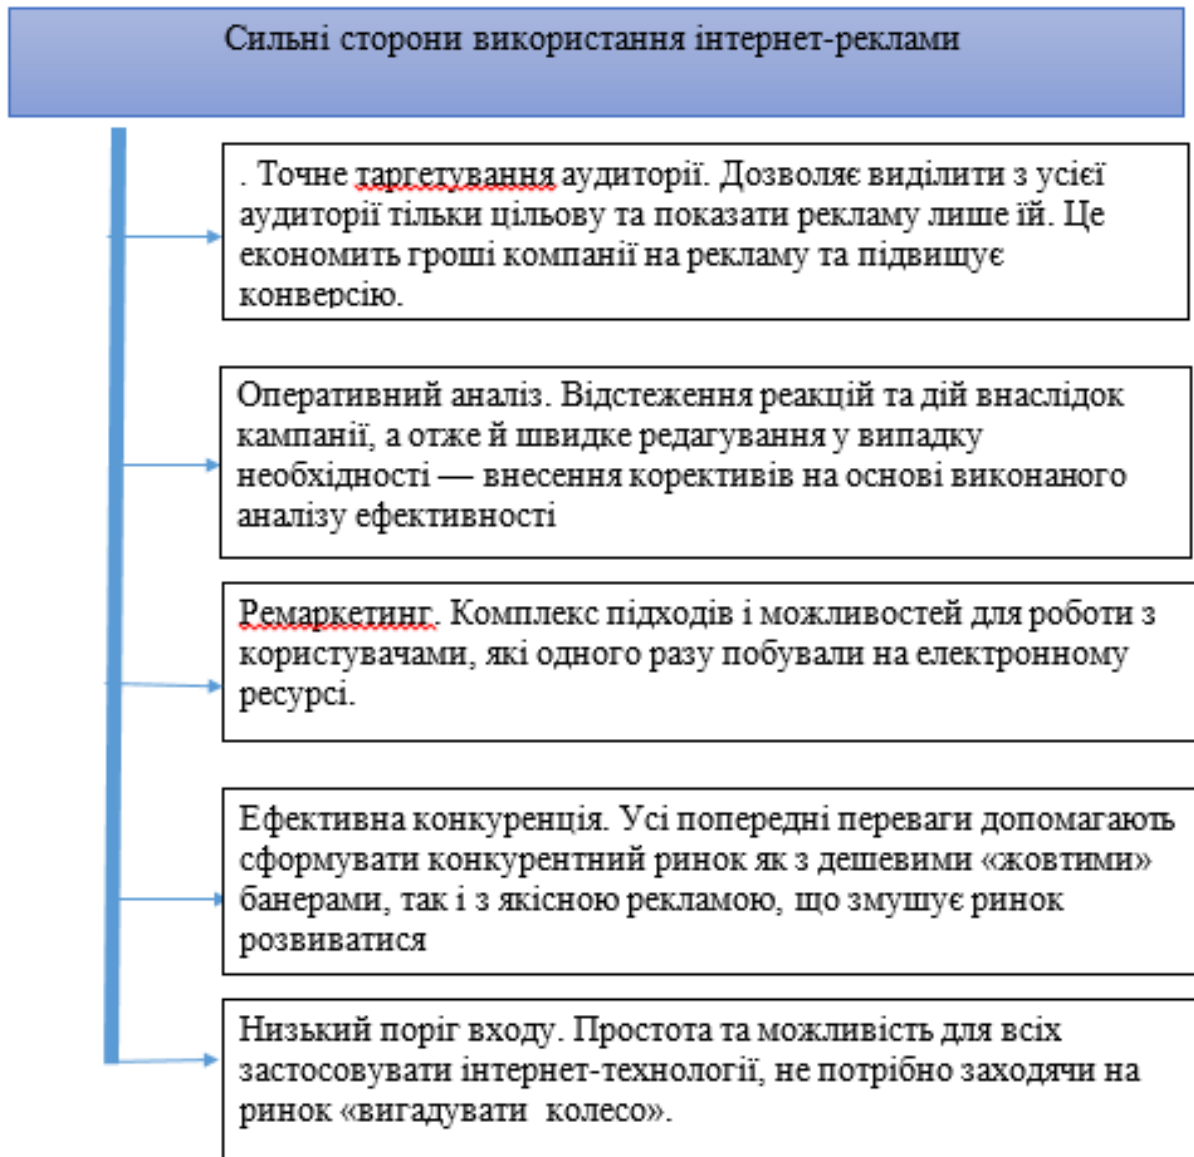 Сильні сторони використання інтернет-реклами
. Точне таргетування аудиторії. Дозволяє виділити з усієї
аудиторії тільки цільову та показати рекламу лише їй. Це
економить гроші компанії на рекламу та підвищує
конверсію.
Оперативний аналіз. Відстеження реакцій та дій внаслідок
кампанії, а отже й швидке редагування у випадку
необхідності — внесення корективів на основі виконаного
аналізу ефективності
Ремаркетинг. Комплекс підходів і можливостей для роботи з
користувачами, які одного разу побували на електронному
ресурсі.
Ефективна конкуренція. Усі попередні переваги допомагають
сформувати конкурентний ринок як з дешевими «жовтими»
банерами, так і з якісною рекламою, що змушує ринок
розвиватися
Низький поріг входу. Простота та можливість для всіх
застосовувати інтернет-технології, не потрібно заходячи на
ринок «вигадувати  колесо».